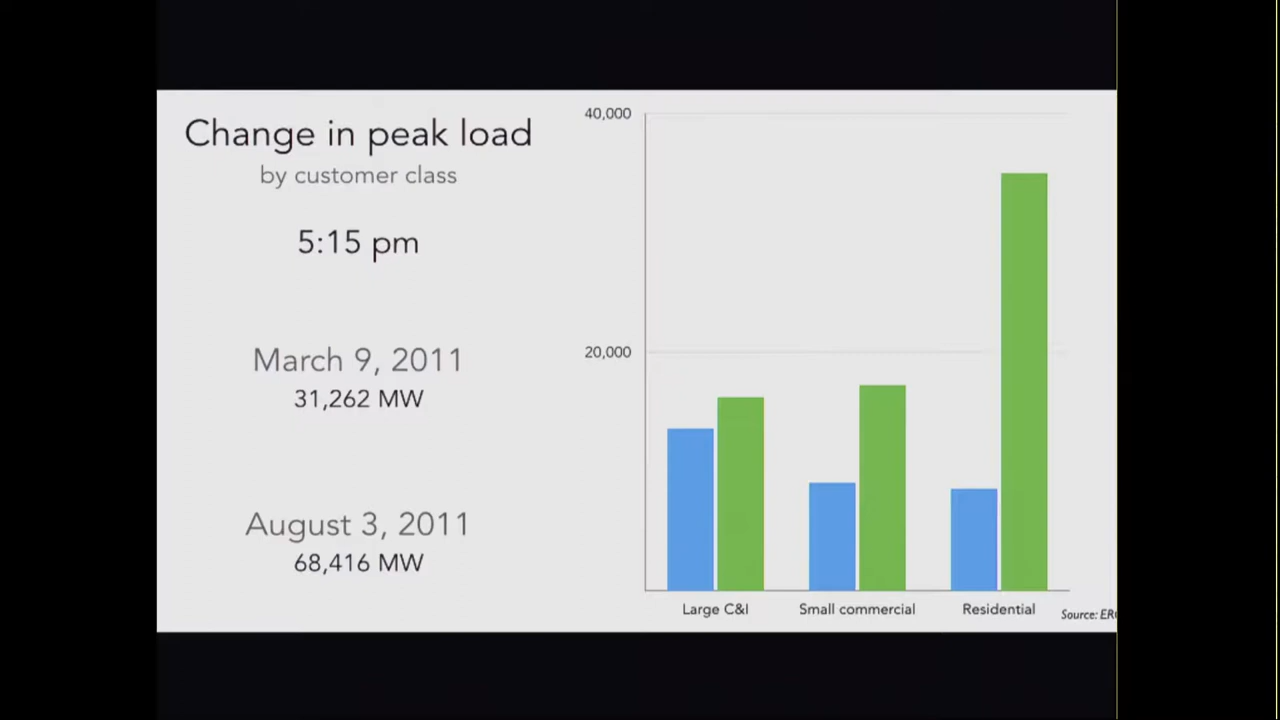 Change in peak load
by customer class
5:15 pm
March 9, 2011
31,262 MW
August 3, 2011
68,416 MW
40,000
20,000
Large C&I
Small commercial
Residential
Source: